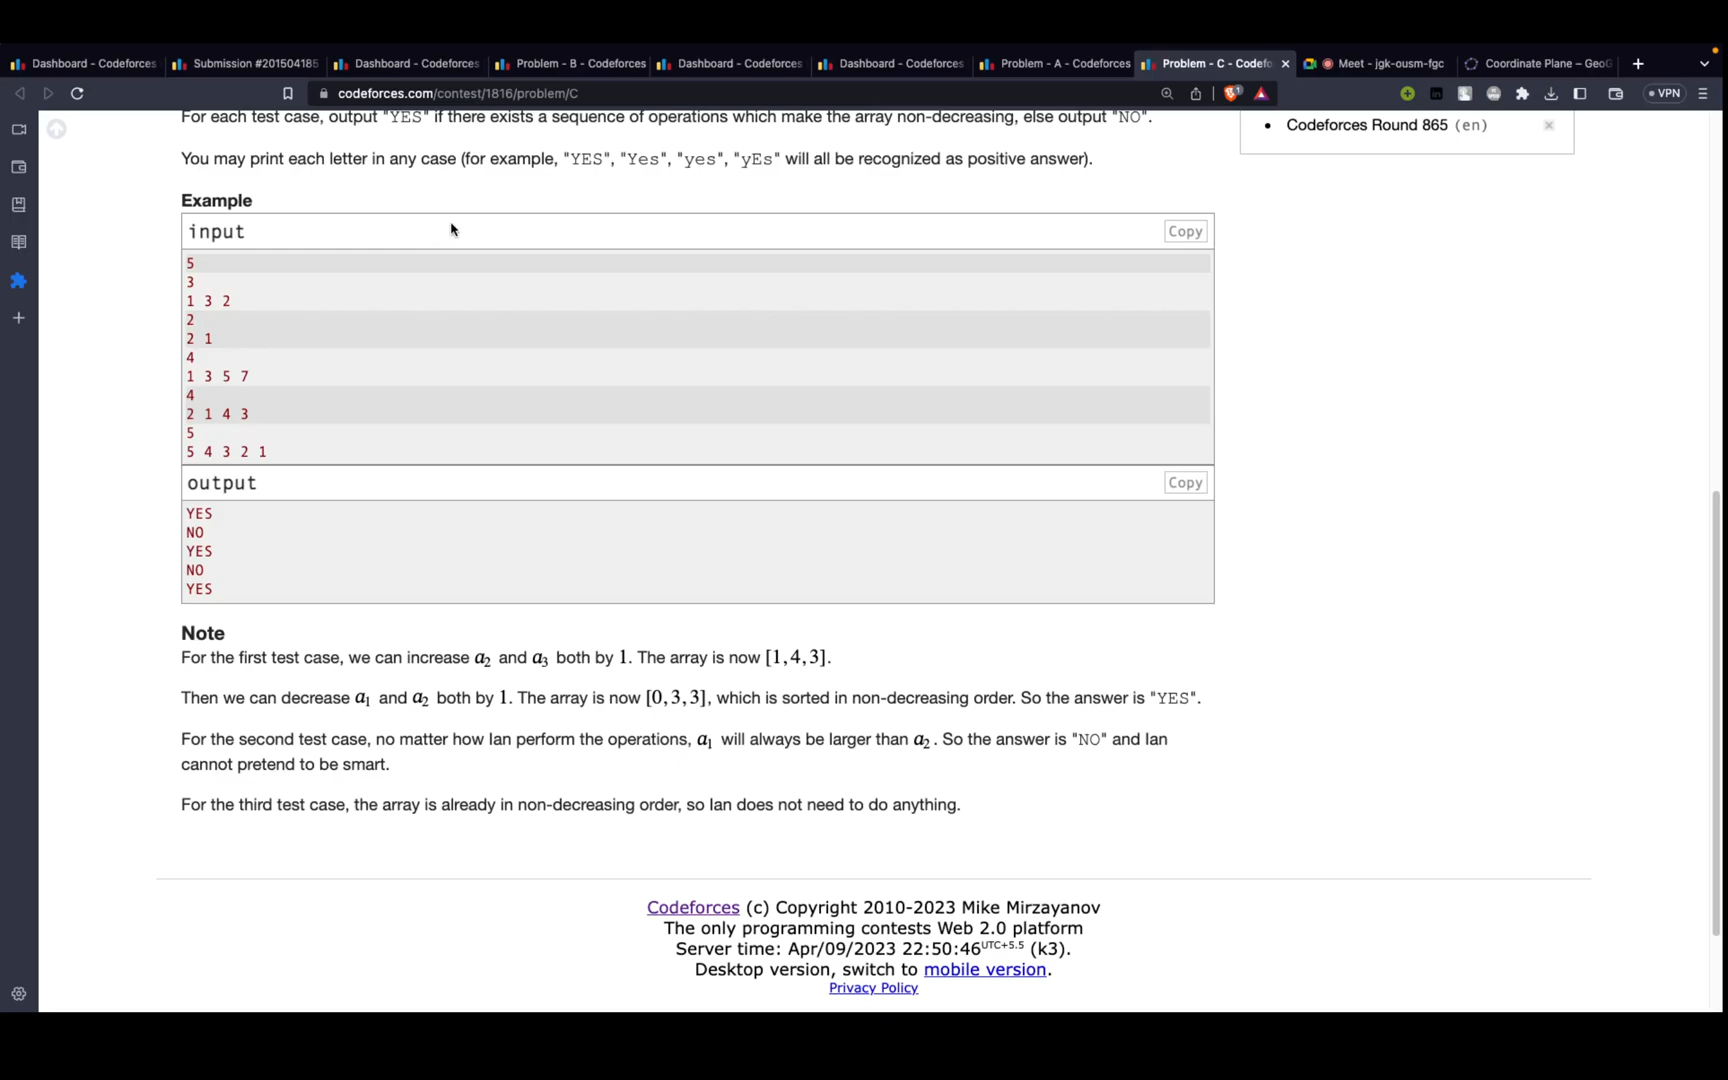 Dashboard - Codeforces
Submission #201504185
Dashboard - Codeforces
Problem - B - Codeforces
Dashboard - Codeforces
Dashboard - Codeforces
Problem - A - Codeforces
Problem - C - Codefo
Meet - jgk-ousm-fgc
Coordinate Plane – GeoG
codeforces.com/contest/1816/problem/C
1
VPN
For each test case, output "YES" if there exists a sequence of operations which make the array non-decreasing, else output "NO".
Codeforces Round 865 (en)
You may print each letter in any case (for example, "YES", "Yes", "yes", "yEs" will all be recognized as positive answer).
Example
input
Copy
5
3
1 3 2
2
2 1
4
1 3 5 7
4
2 1 4 3
5
5 4 3 2 1
output
Copy
YES
NO
YES
NO
YES
Note
For the first test case, we can increase a₂ and a₃ both by 1. The array is now [1, 4, 3].
Then we can decrease a₁ and a₂ both by 1. The array is now [0, 3, 3], which is sorted in non-decreasing order. So the answer is "YES".
For the second test case, no matter how Ian perform the operations, a₁ will always be larger than a₂. So the answer is "NO" and Ian
cannot pretend to be smart.
For the third test case, the array is already in non-decreasing order, so Ian does not need to do anything.
Codeforces (c) Copyright 2010-2023 Mike Mirzayanov
The only programming contests Web 2.0 platform
Server time: Apr/09/2023 22:50:46UTC+5.5 (k3).
Desktop version, switch to mobile version.
Privacy Policy